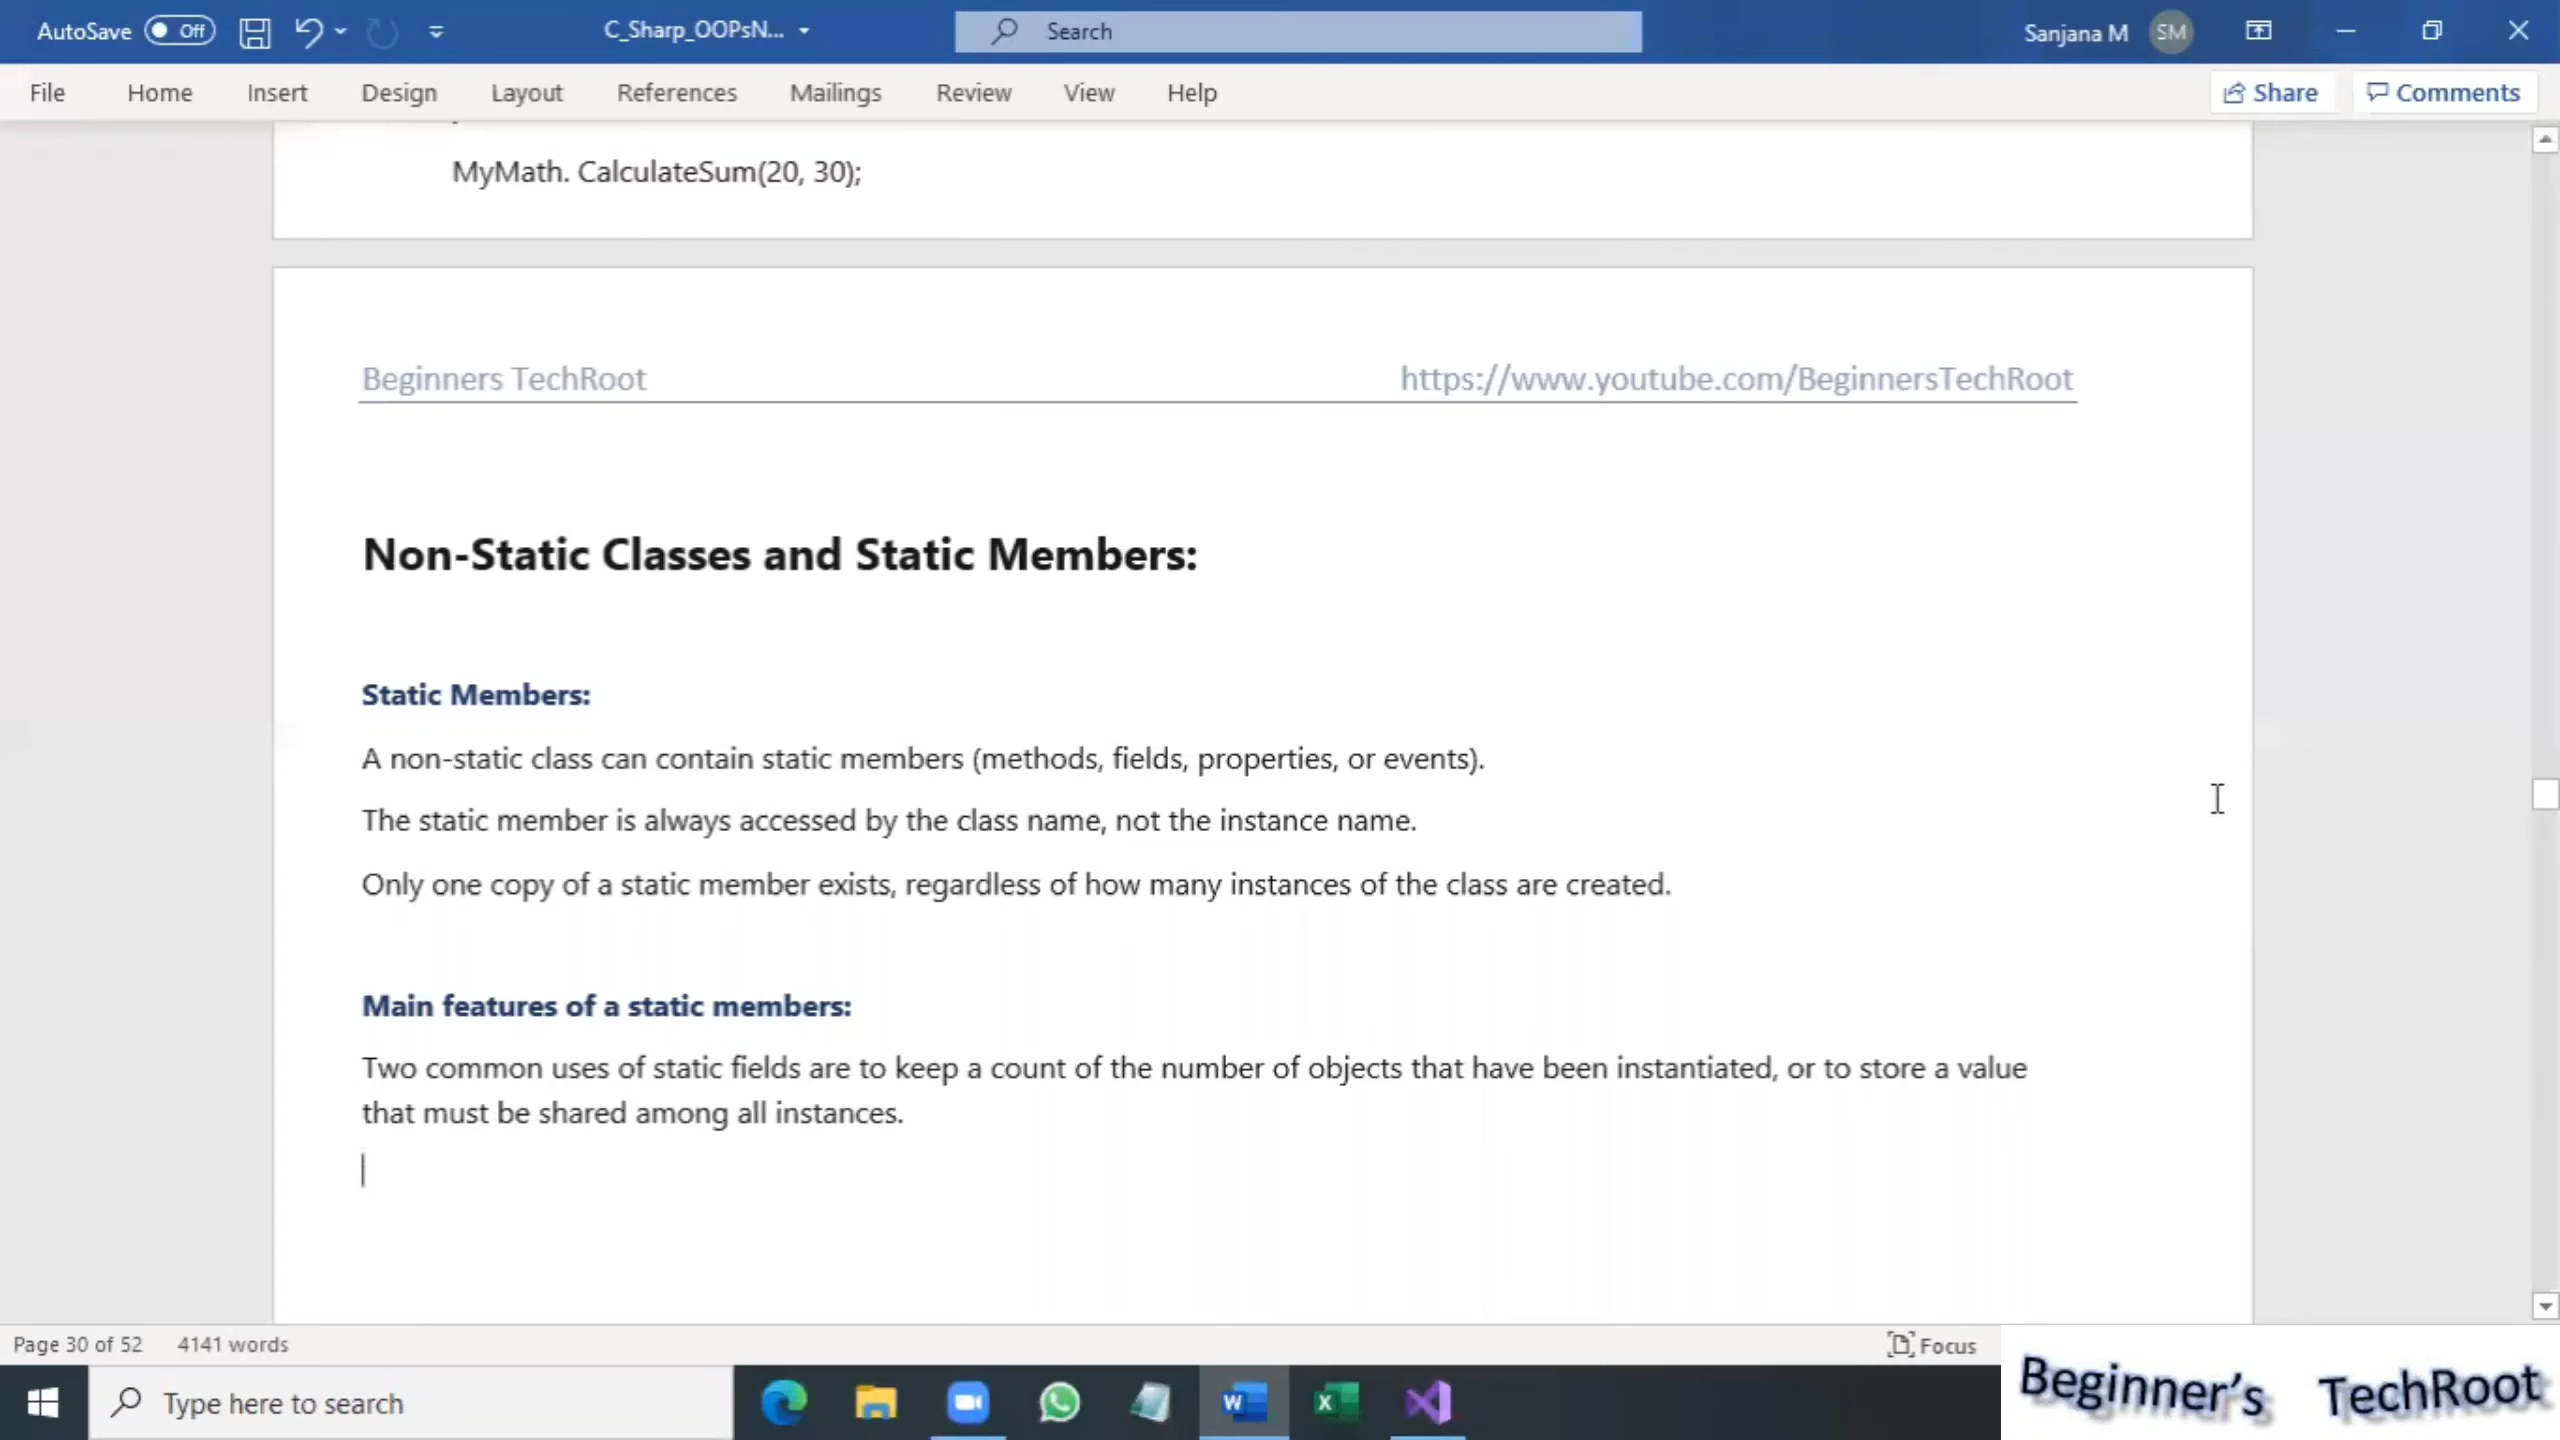 AutoSave Off C_Sharp_OOPsN... Search Sanjana M SM
File Home Insert Design Layout References Mailings Review View Help Share Comments
MyMath. CalculateSum(20, 30);
Beginners TechRoot https://www.youtube.com/BeginnersTechRoot
Non-Static Classes and Static Members:
Static Members:
A non-static class can contain static members (methods, fields, properties, or events).
The static member is always accessed by the class name, not the instance name.
Only one copy of a static member exists, regardless of how many instances of the class are created.
Main features of a static members:
Two common uses of static fields are to keep a count of the number of objects that have been instantiated, or to store a value
that must be shared among all instances.
Page 30 of 52 4141 words Focus
Type here to search
Beginner's TechRoot